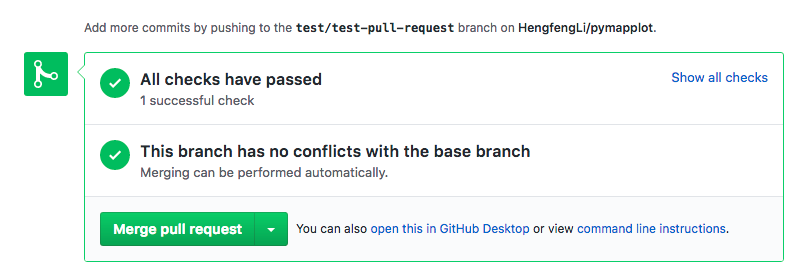 Add more commits by pushing to the test/test-pull-request branch on HengfengLi/pymapplot.
All checks have passed
Show all checks
1 successful check
This branch has no conflicts with the base branch
Merging can be performed automatically.
Merge pull request
You can also open this in GitHub Desktop or view command line instructions.